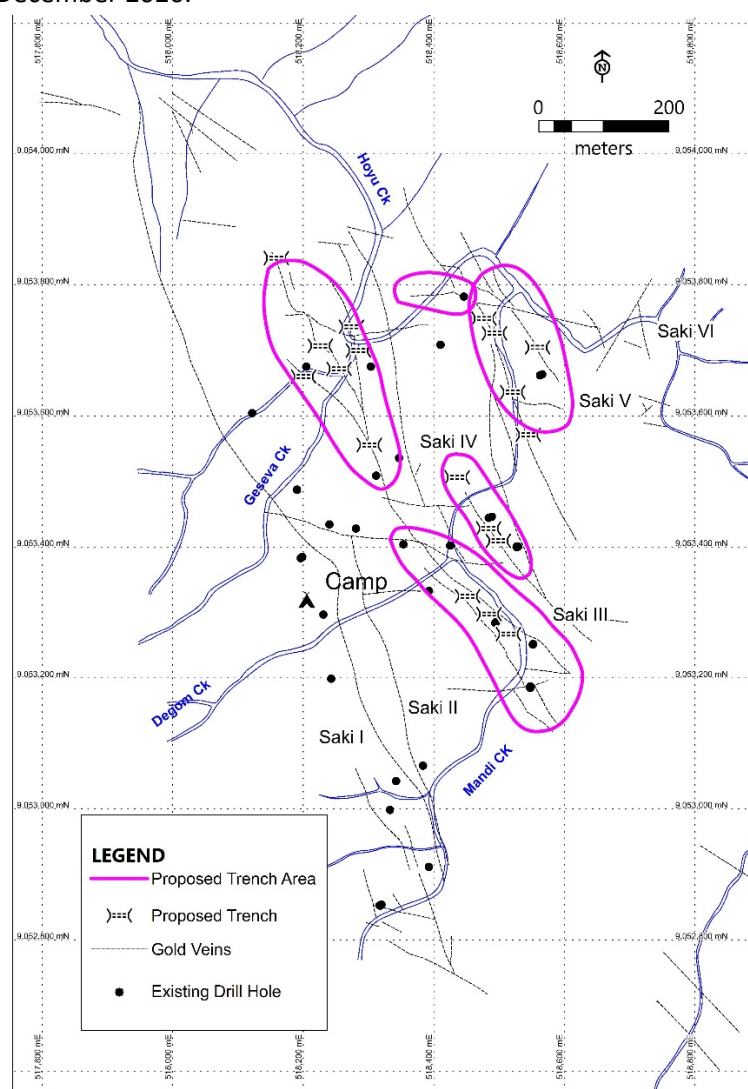 December 2020.
517,800 mE
518,000 mE
518,200 mE
518,400 mE
518,600 mE
518,800 mE
N
0 200
meters
9,054,000 mN
9,054,000 mN
Hoyu Ck
9,053,800 mN
9,053,800 mN
Saki VI
Saki V
9,053,600 mN
9,053,600 mN
Saki IV
Geseva Ck
9,053,400 mN
9,053,400 mN
Camp
Saki III
9,053,200 mN
9,053,200 mN
Degom Ck
Saki II
Saki I
Mandi CK
9,053,000 mN
9,053,000 mN
LEGEND
Proposed Trench Area
Proposed Trench
Gold Veins
Existing Drill Hole
9,052,800 mN
9,052,800 mN
517,800 mE
518,000 mE
518,200 mE
518,400 mE
518,600 mE
518,800 mE